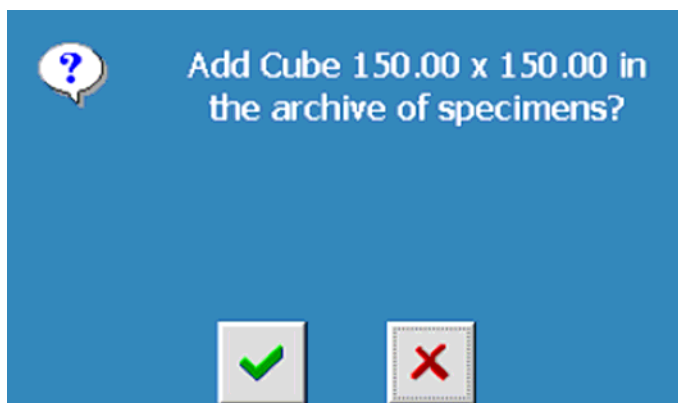 ?
Add Cube 150.00 x 150.00 in
the archive of specimens?